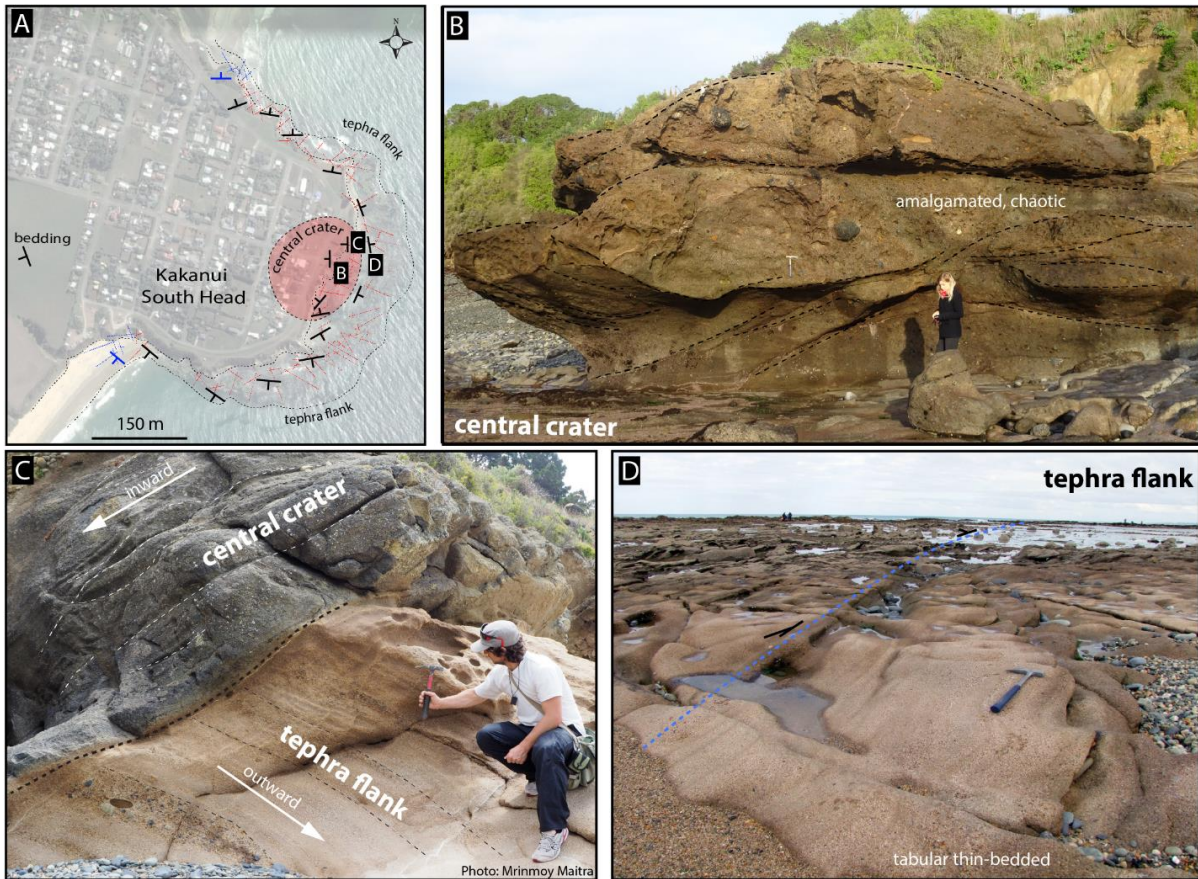 A
N
tephra
flank
bedding
central crater
C
B
D
Kakanui
South Head
tephra
flank
150 m
B
amalgamated, chaotic
central crater
C
inward
central crater
tephra flank
outward
Photo: Mrinmoy Maitra
D
tephra flank
tabular thin-bedded